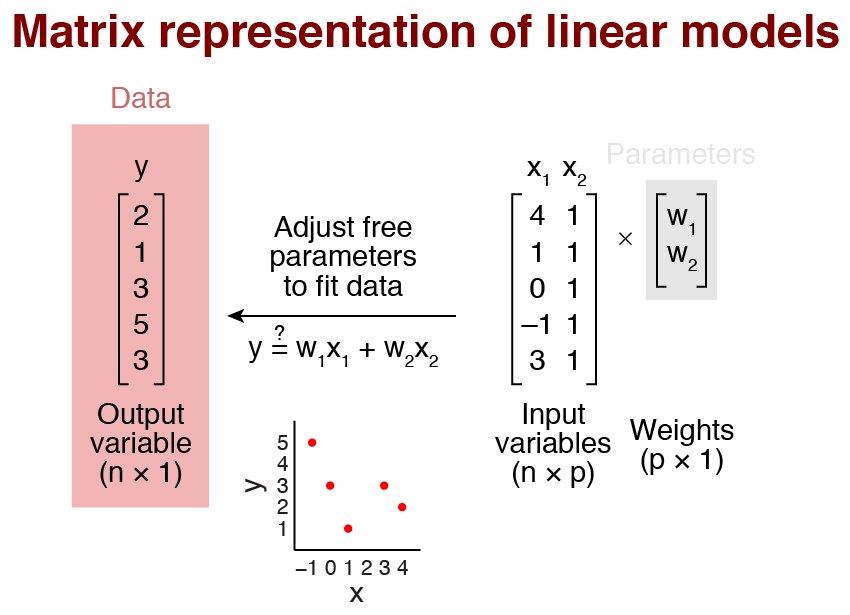 Matrix representation of linear models
Data
y
2
1
3
5
3
Output
variable
(n × 1)
Adjust free
parameters
to fit data
y ≟ w₁x₁ + w₂x₂
5
4
3
2
1
y
–1 0 1 2 3 4
x
x₁ x₂
4 1
1 1
0 1
–1 1
3 1
Input
variables
(n × p)
×
Parameters
w₁
w₂
Weights
(p × 1)